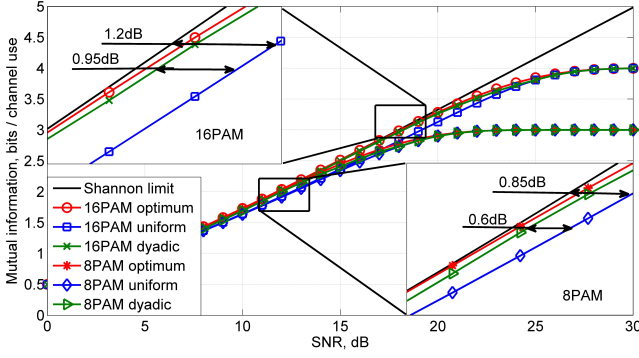 5
4.5
4
3.5
3
2.5
2
1.5
1
0.5
0
Mutual information, bits / channel use
1.2dB
0.95dB
16PAM
0.85dB
0.6dB
8PAM
Shannon limit
16PAM optimum
16PAM uniform
16PAM dyadic
8PAM optimum
8PAM uniform
8PAM dyadic
0 5 10 15 20 25 30
SNR, dB